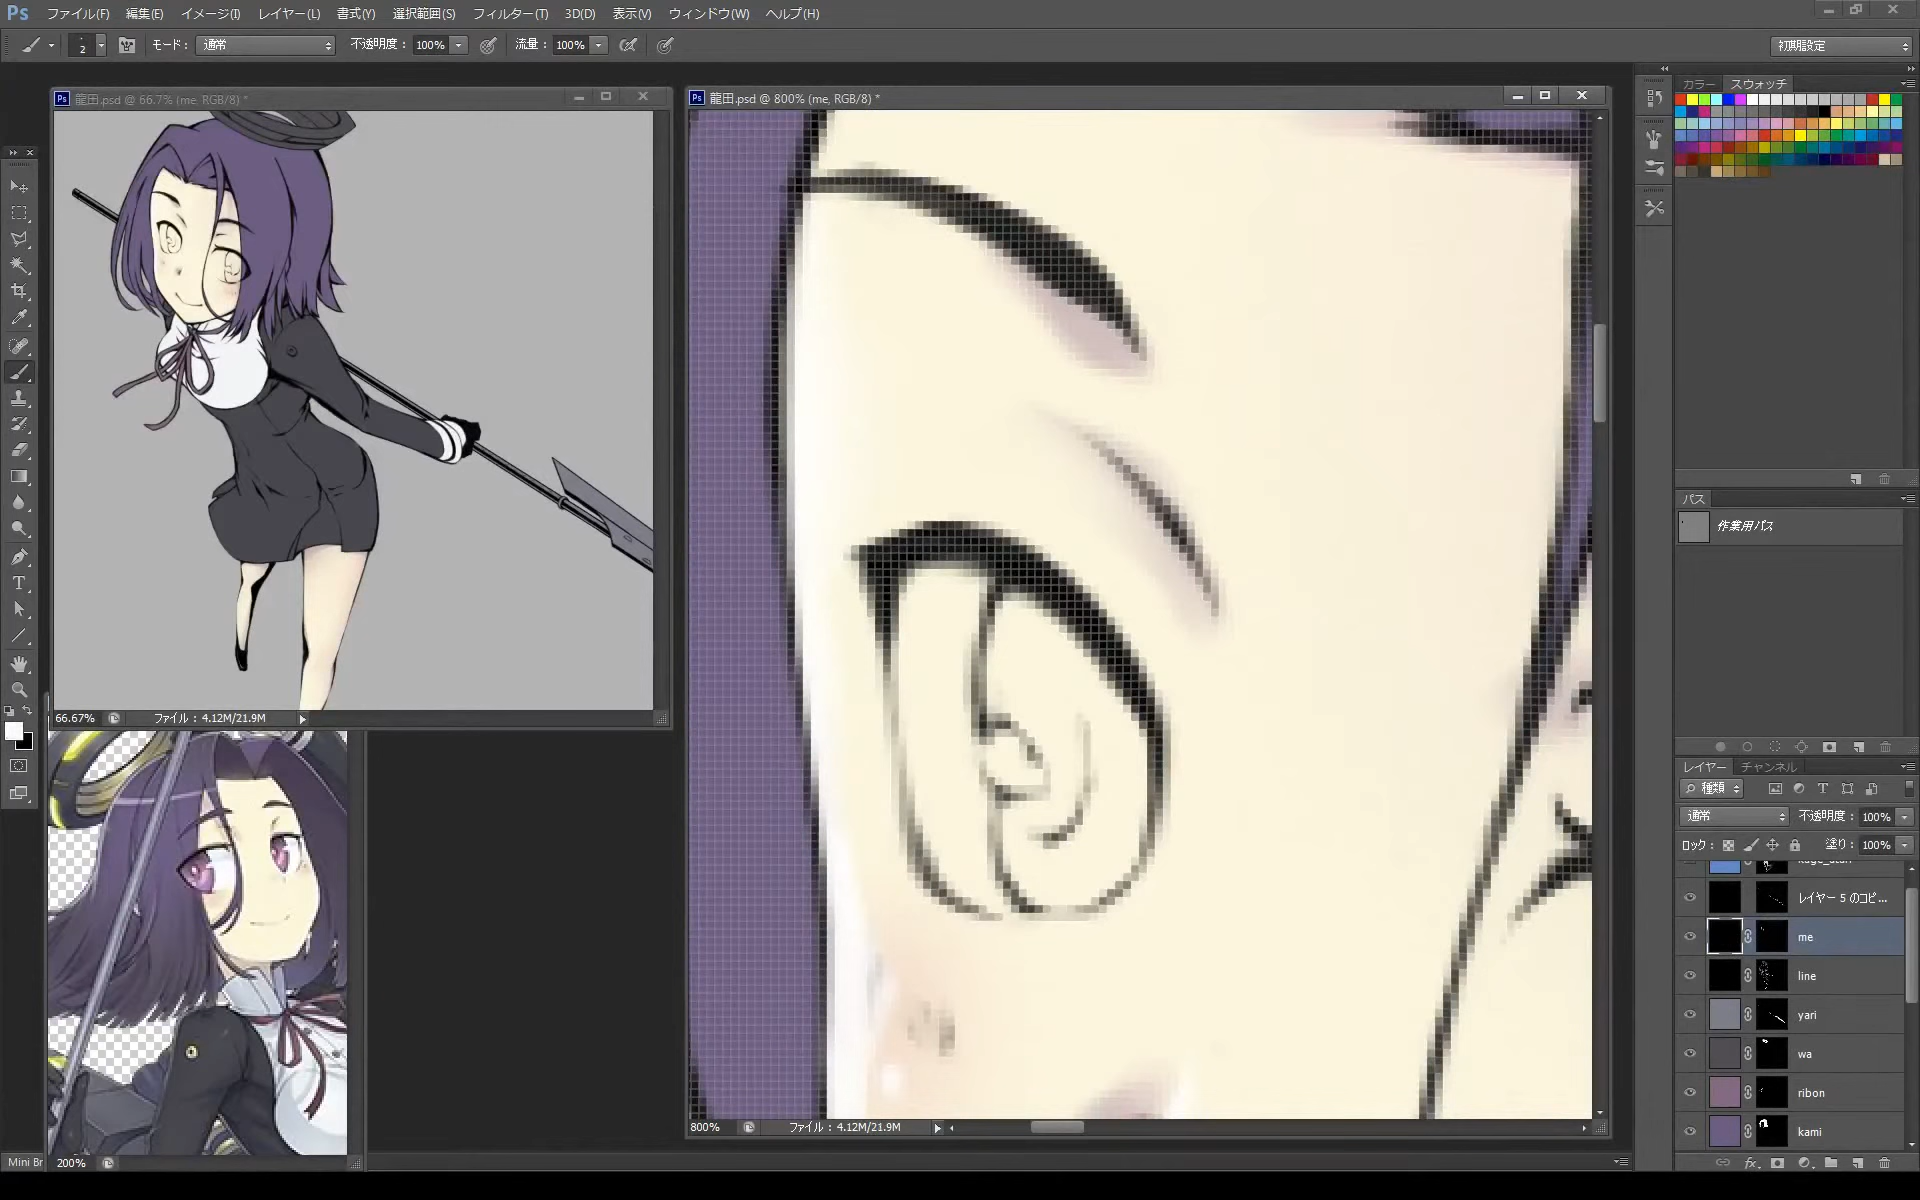 Ps ファイル(F) 編集(E) イメージ(I) レイヤー(L) 書式(Y) 選択範囲(S) フィルター(T) 3D(D) 表示(V) ウィンドウ(W) ヘルプ(H)
2 モード： 通常 不透明度： 100% 流量： 100% 初期設定
Ps 龍田.psd @ 66.7% (me, RGB/8) *
Ps 龍田.psd @ 800% (me, RGB/8) *
カラー スウォッチ
パス
作業用パス
66.67% ファイル : 4.12M/21.9M
レイヤー チャンネル
種類
通常 不透明度： 100%
ロック： 塗り： 100%
レイヤー 5 のコピ...
me
line
yari
wa
ribon
kami
800% ファイル : 4.12M/21.9M
Mini Br 200%